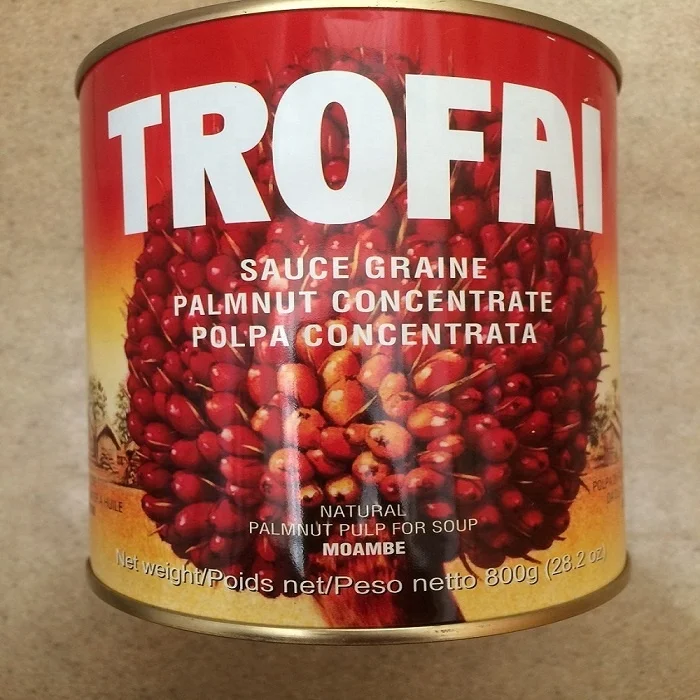 TROFAI
SAUCE GRAINE
PALMNUT CONCENTRATE
POLPA CONCENTRATA
NATURAL
PALMNUT PULP FOR SOUP
MOAMBE
Net weight/Poids net/Peso netto 800g (28.2 oz)